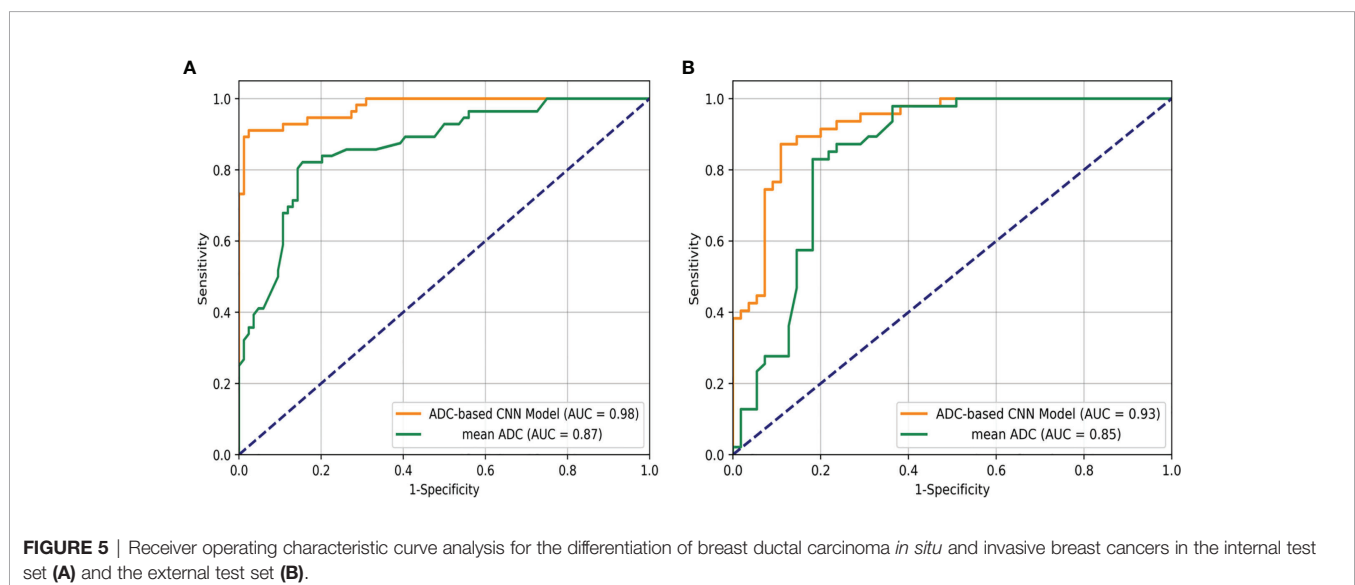 A
1.0
0.8
0.6
0.4
0.2
0.0
Sensitivity
ADC-based CNN Model (AUC = 0.98)
mean ADC (AUC = 0.87)
0.0 0.2 0.4 0.6 0.8 1.0
1-Specificity
B
1.0
0.8
0.6
0.4
0.2
0.0
Sensitivity
ADC-based CNN Model (AUC = 0.93)
mean ADC (AUC = 0.85)
0.0 0.2 0.4 0.6 0.8 1.0
1-Specificity
FIGURE 5 | Receiver operating characteristic curve analysis for the differentiation of breast ductal carcinoma in situ and invasive breast cancers in the internal test
set (A) and the external test set (B).